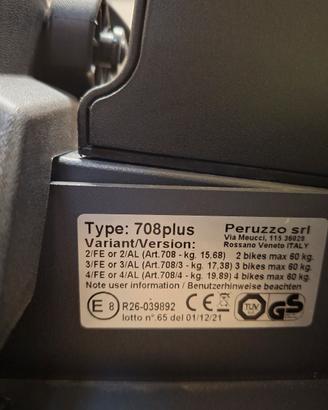 Type: 708plus
Peruzzo srl
Via Meucci, 115 36028
Rossano Veneto ITALY
Variant/Version:
2/FE or 2/AL (Art.708 - kg. 15,68) 2 bikes max 60 kg.
3/FE or 3/AL (Art.708/3 - kg. 17,38) 3 bikes max 60 kg.
4/FE or 4/AL (Art.708/4 - kg. 19,89) 4 bikes max 60 kg.
Note user information / Benutzerhinweise beachten
E 8 R26-039892 CE TÜV GS
lotto n°.65 del 01/12/21